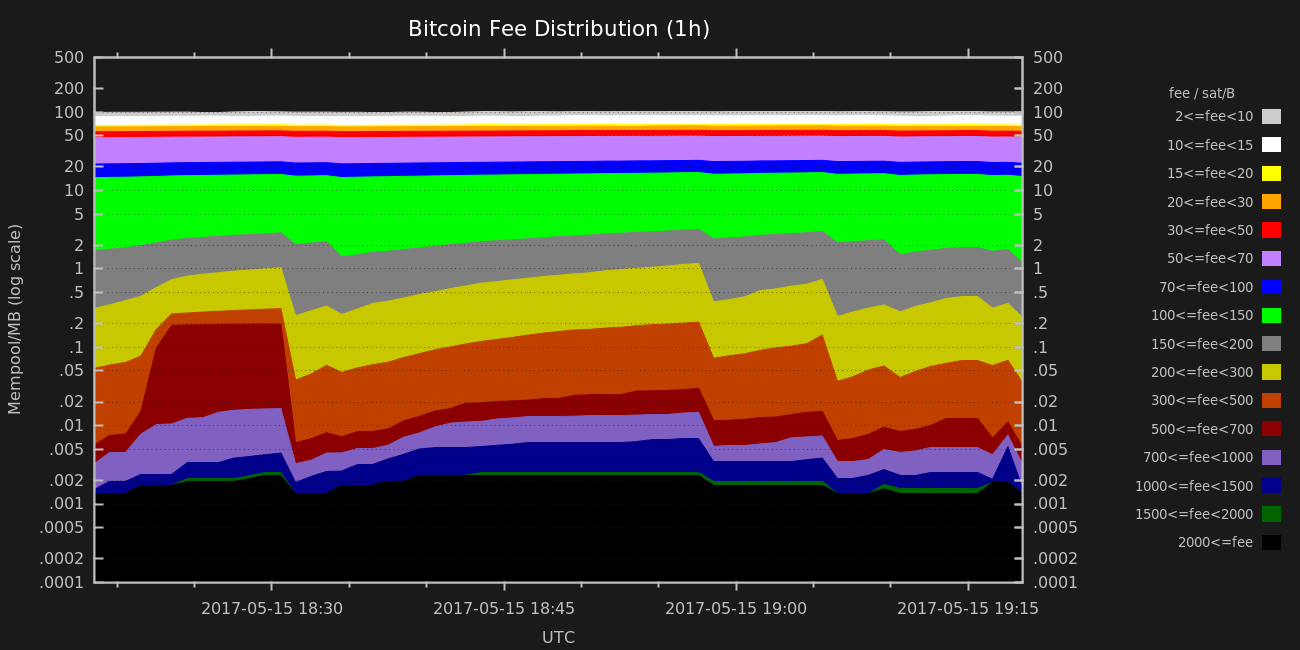 Bitcoin Fee Distribution (1h)
500 500
200 200
100 100
50 50
20 20
10 10
5 5
2 2
1 1
.5 .5
.2 .2
.1 .1
.05 .05
.02 .02
.01 .01
.005 .005
.002 .002
.001 .001
.0005 .0005
.0002 .0002
.0001 .0001
Mempool/MB (log scale)
2017-05-15 18:30 2017-05-15 18:45 2017-05-15 19:00 2017-05-15 19:15
UTC
fee / sat/B
2<=fee<10
10<=fee<15
15<=fee<20
20<=fee<30
30<=fee<50
50<=fee<70
70<=fee<100
100<=fee<150
150<=fee<200
200<=fee<300
300<=fee<500
500<=fee<700
700<=fee<1000
1000<=fee<1500
1500<=fee<2000
2000<=fee